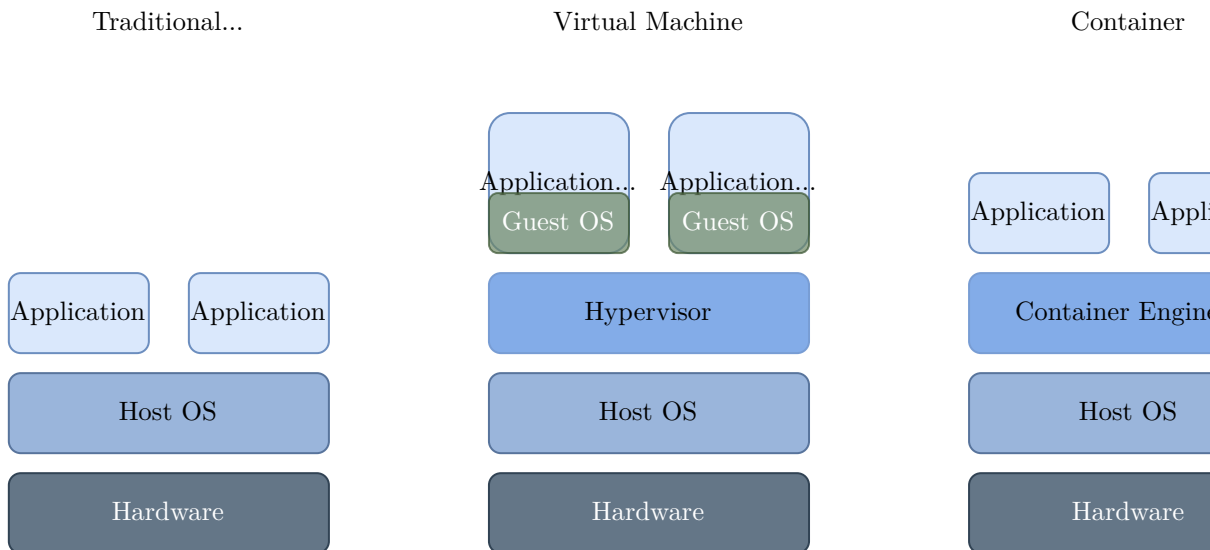 Traditional...
Virtual Machine
Container
Application...
Application...
Guest OS
Guest OS
Application
Application
Application
Hypervisor
Container Engine
Host OS
Host OS
Host OS
Hardware
Hardware
Hardware